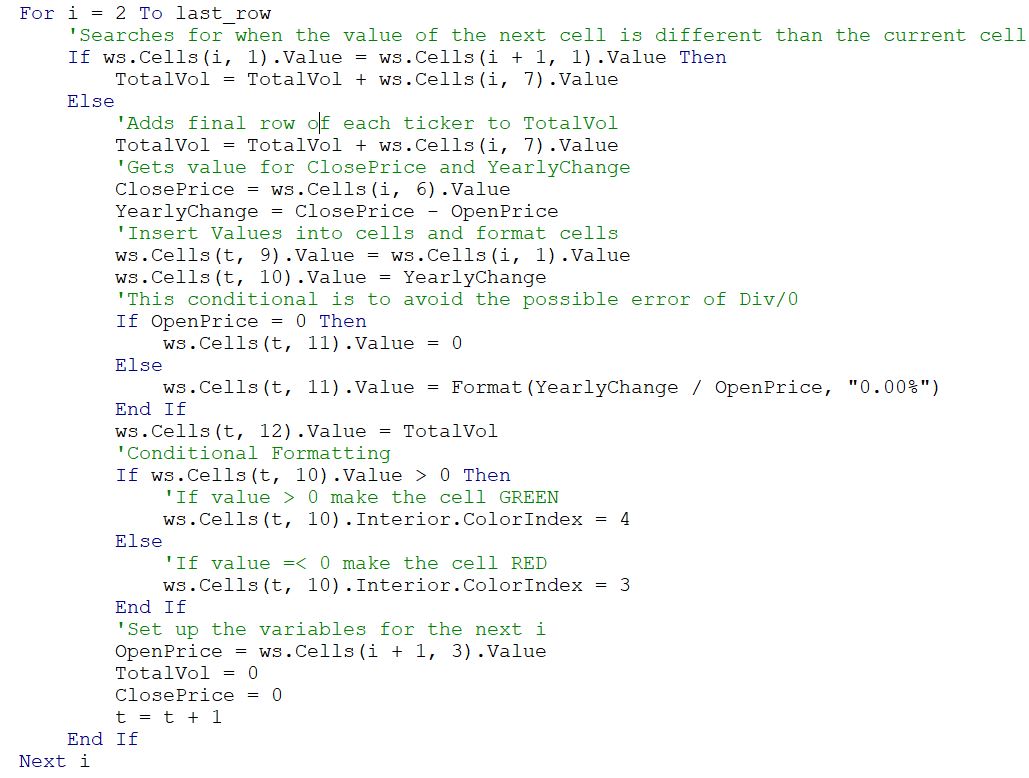 For i = 2 To last_row
'Searches for when the value of the next cell is different than the current cell
If ws.Cells(i, 1).Value = ws.Cells(i + 1, 1).Value Then
TotalVol = TotalVol + ws.Cells(i, 7).Value
Else
'Adds final row of each ticker to TotalVol
TotalVol = TotalVol + ws.Cells(i, 7).Value
'Gets value for ClosePrice and YearlyChange
ClosePrice = ws.Cells(i, 6).Value
YearlyChange = ClosePrice - OpenPrice
'Insert Values into cells and format cells
ws.Cells(t, 9).Value = ws.Cells(i, 1).Value
ws.Cells(t, 10).Value = YearlyChange
'This conditional is to avoid the possible error of Div/0
If OpenPrice = 0 Then
ws.Cells(t, 11).Value = 0
Else
ws.Cells(t, 11).Value = Format(YearlyChange / OpenPrice, "0.00%")
End If
ws.Cells(t, 12).Value = TotalVol
'Conditional Formatting
If ws.Cells(t, 10).Value > 0 Then
'If value > 0 make the cell GREEN
ws.Cells(t, 10).Interior.ColorIndex = 4
Else
'If value =< 0 make the cell RED
ws.Cells(t, 10).Interior.ColorIndex = 3
End If
'Set up the variables for the next i
OpenPrice = ws.Cells(i + 1, 3).Value
TotalVol = 0
ClosePrice = 0
t = t + 1
End If
Next i